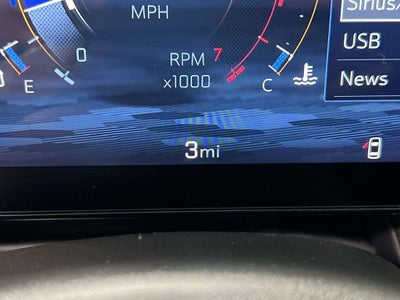 MPH
SiriusX
RPM
x1000
7
0
E
C
USB
News
3mi